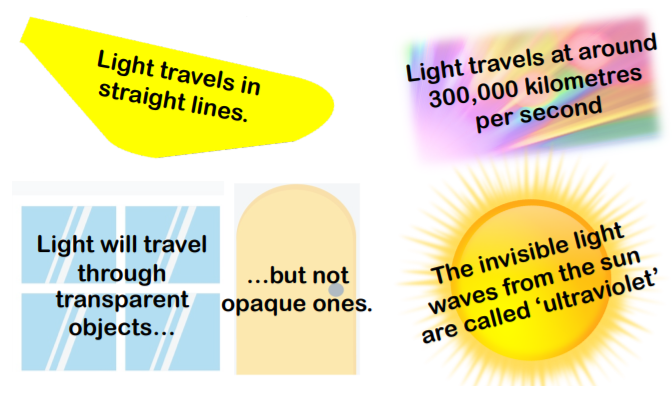 Light travels in
straight lines.
Light travels at around
300,000 kilometres
per second
Light will travel
through
transparent
objects...
...but not
opaque ones.
The invisible light
waves from the sun
are called ‘ultraviolet’